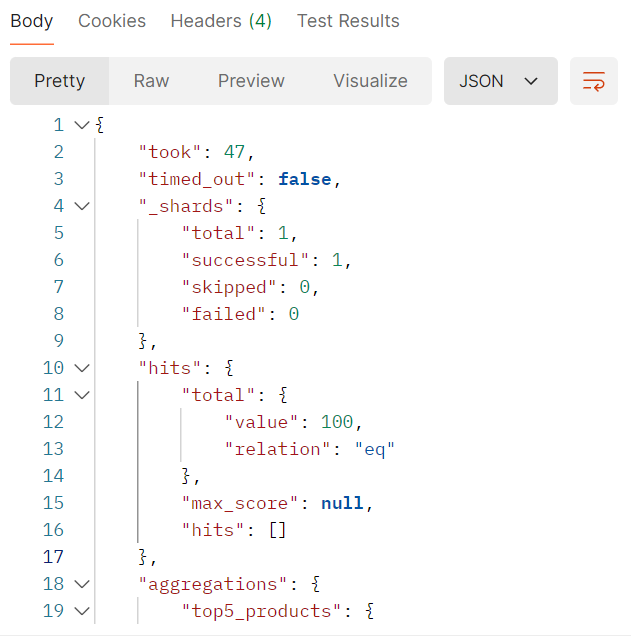 Body Cookies Headers (4) Test Results
Pretty Raw Preview Visualize JSON
1 {
2 "took": 47,
3 "timed_out": false,
4 "_shards": {
5 "total": 1,
6 "successful": 1,
7 "skipped": 0,
8 "failed": 0
9 },
10 "hits": {
11 "total": {
12 "value": 100,
13 "relation": "eq"
14 },
15 "max_score": null,
16 "hits": []
17 },
18 "aggregations": {
19 "top5_products": {